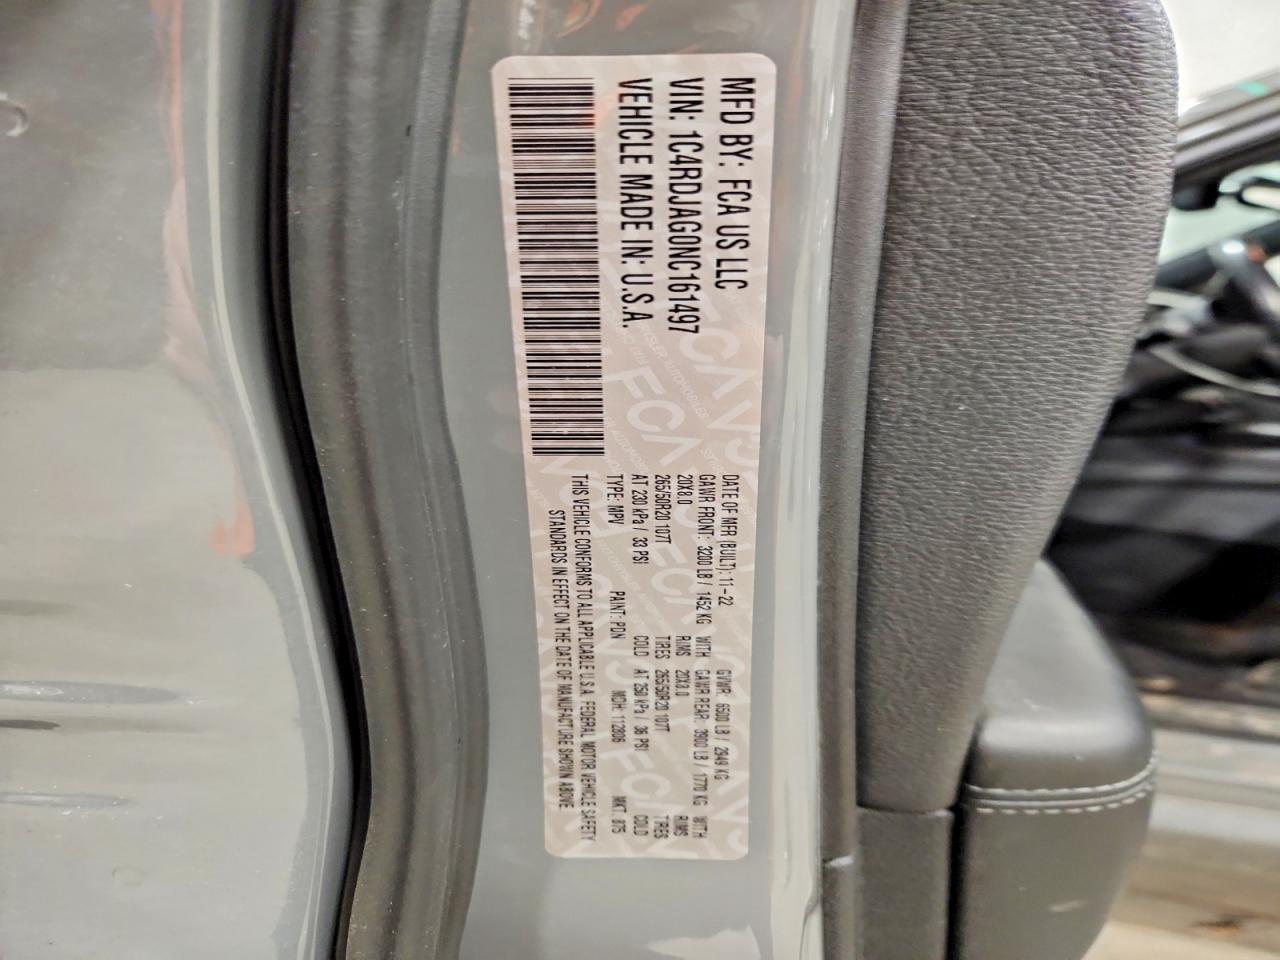 MFD BY: FCA US LLC
VIN: 1C4RDJAG0NC161497
VEHICLE MADE IN: U.S.A.
DATE OF MFR (BUILT): 11-22 GVWR: 6500 LB / 2949 KG
GAWR FRONT: 3200 LB / 1452 KG WITH GAWR REAR: 3900 LB / 1770 KG WITH
20X8.0 RIMS 20X8.0 RIMS
265/50R20 107T TIRES 265/50R20 107T TIRES
AT 230 kPa / 33 PSI COLD AT 250 kPa / 36 PSI COLD
TYPE: MPV PAINT: PDN MDH: 112806 MKT: 875
THIS VEHICLE CONFORMS TO ALL APPLICABLE U.S.A. FEDERAL MOTOR VEHICLE SAFETY
STANDARDS IN EFFECT ON THE DATE OF MANUFACTURE SHOWN ABOVE